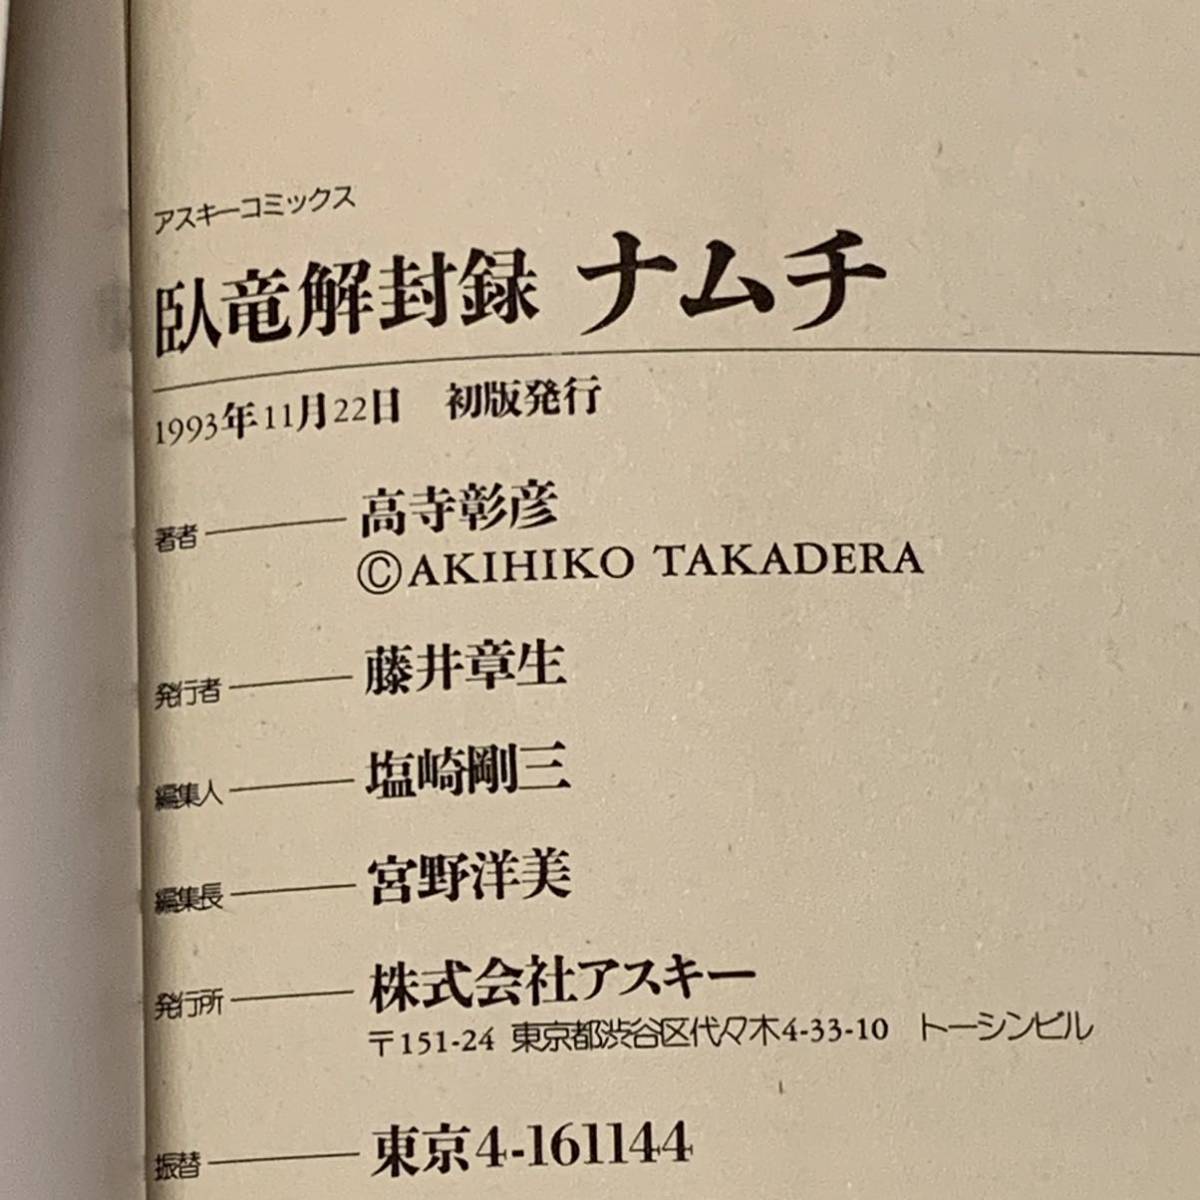 アスキーコミックス
臥竜解封録 ナムチ
1993年11月22日 初版発行
著者 高寺彰彦
©AKIHIKO TAKADERA
発行者 藤井章生
編集人 塩崎剛三
編集長 宮野洋美
発行所 株式会社アスキー
〒151-24 東京都渋谷区代々木4-33-10 トーシンビル
振替 東京4-161144